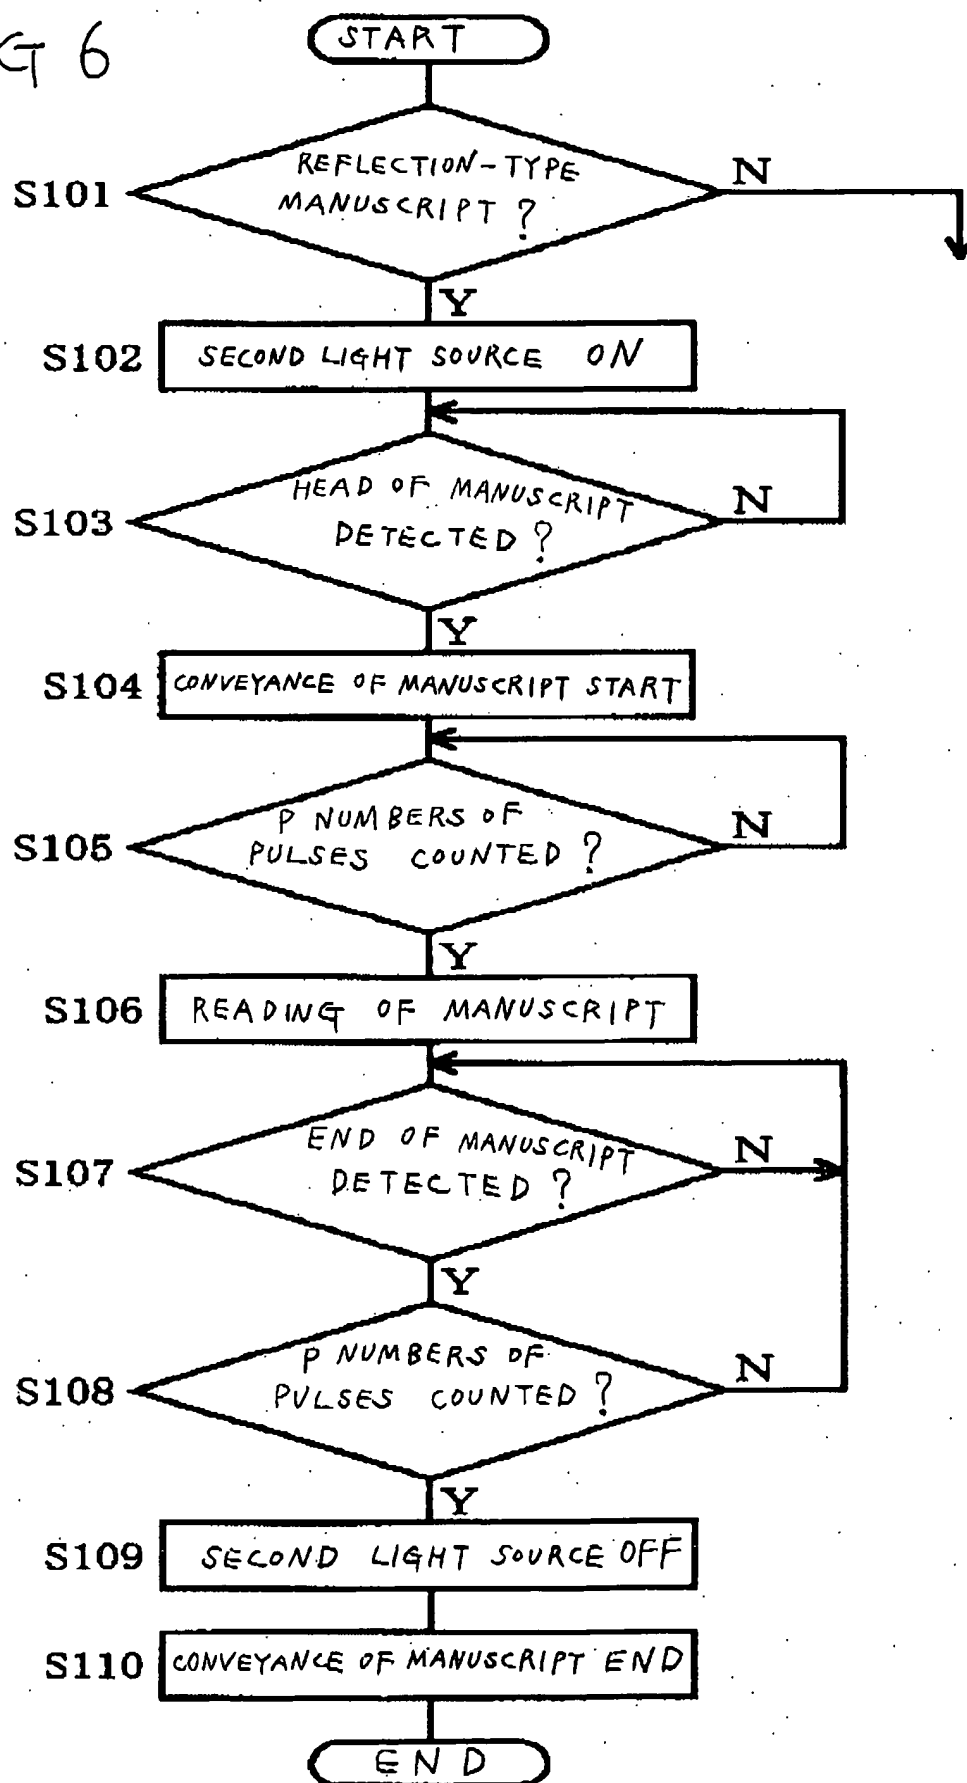 G 6
START
S101
REFLECTION-TYPE
MANUSCRIPT ?
N
Y
S102
SECOND LIGHT SOURCE ON
S103
HEAD OF MANUSCRIPT
DETECTED ?
N
Y
S104
CONVEYANCE OF MANUSCRIPT START
S105
P NUMBERS OF
PULSES COUNTED ?
N
Y
S106
READING OF MANUSCRIPT
S107
END OF MANUSCRIPT
DETECTED ?
N
Y
S108
P NUMBERS OF
PULSES COUNTED ?
N
Y
S109
SECOND LIGHT SOURCE OFF
S110
CONVEYANCE OF MANUSCRIPT END
END